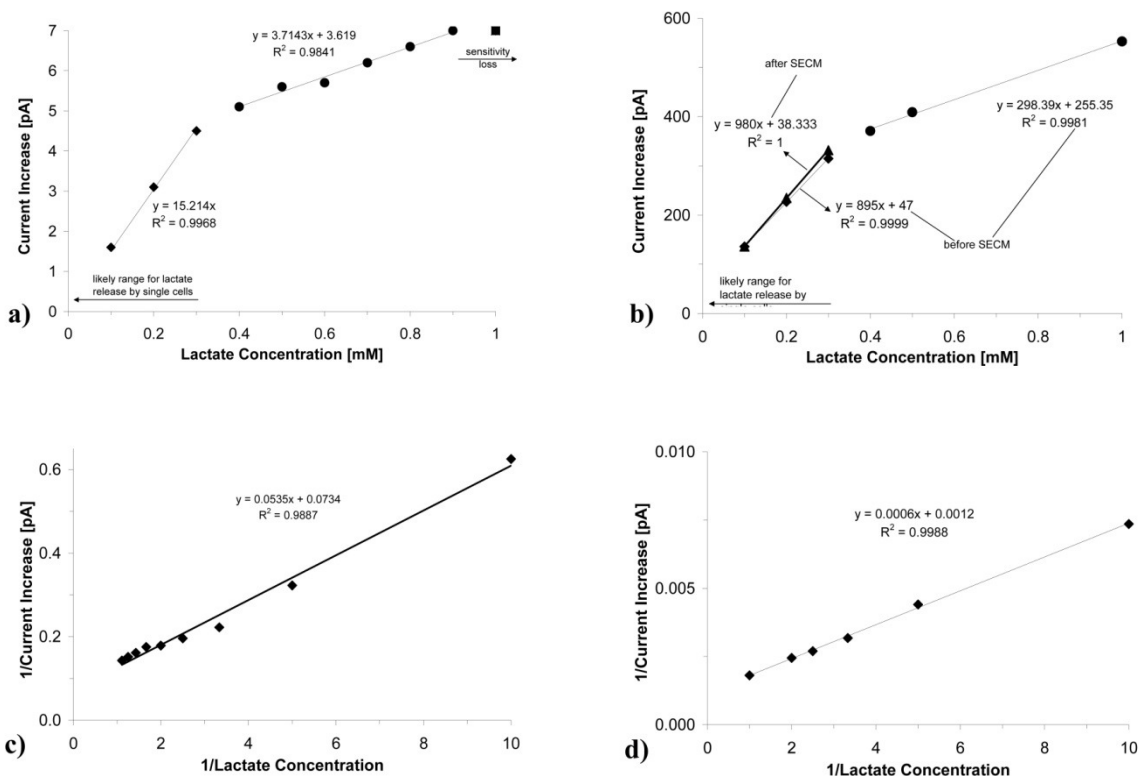 7
6
5
4
3
2
1
0
Current Increase [pA]
y = 3.7143x + 3.619
R² = 0.9841
sensitivity
loss
y = 15.214x
R² = 0.9968
likely range for lactate
release by single cells
0
0.2
0.4
0.6
0.8
1
Lactate Concentration [mM]
a)
600
400
200
0
Current Increase [pA]
after SECM
y = 980x + 38.333
R² = 1
y = 298.39x + 255.35
R² = 0.9981
y = 895x + 47
R² = 0.9999
before SECM
likely range for
lactate release by
0
0.2
0.4
0.6
0.8
1
Lactate Concentration [mM]
b)
0.6
0.4
0.2
0.0
1/Current Increase [pA]
y = 0.0535x + 0.0734
R² = 0.9887
0
2
4
6
8
10
1/Lactate Concentration
c)
0.010
0.005
0.000
1/Current Increase [pA]
y = 0.0006x + 0.0012
R² = 0.9988
0
2
4
6
8
10
1/Lactate Concentration
d)